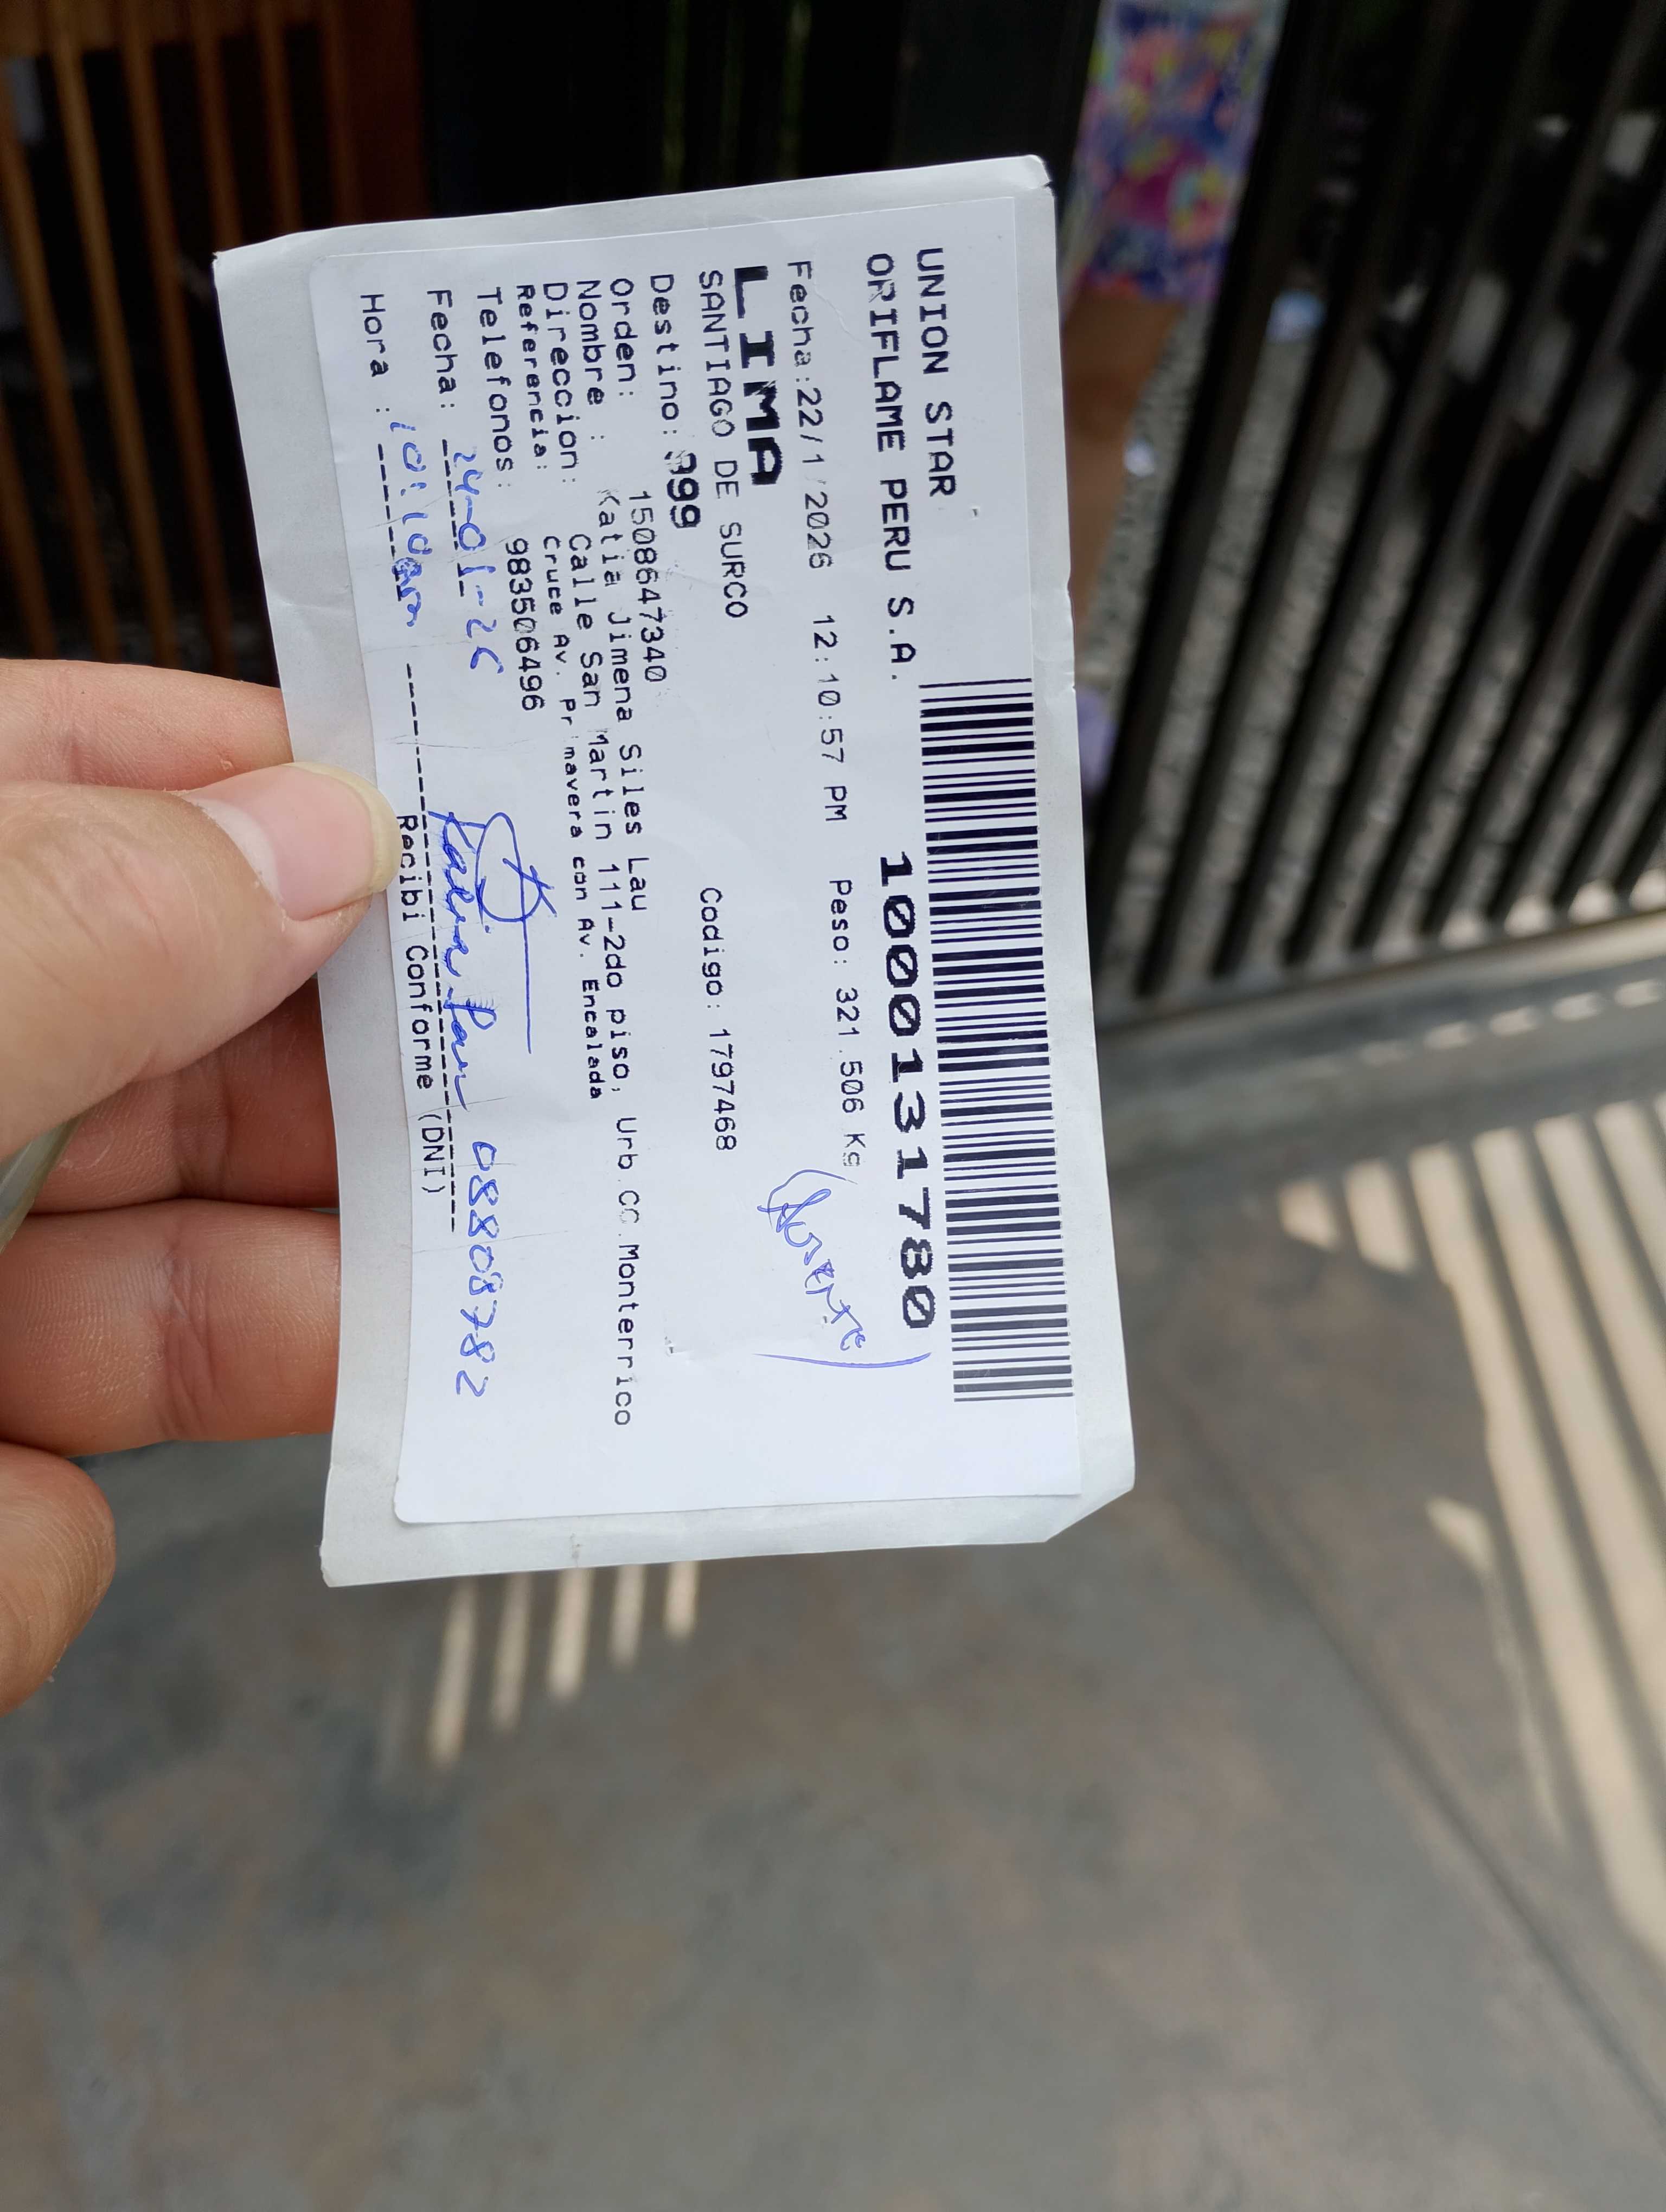 UNION STAR
ORIFLAME PERU S.A.
1000131780
Fecha:22/1/2026 12:10:57 PM Peso: 321.506 Kg
LIMA
SANTIAGO DE SURCO
Codigo: 1797468
Destino: 999
Orden: 1508647340
Nombre : Katia Jimena Siles Lau
Direccion: Calle San Martin 111-2do piso, Urb.CC.Monterrico
Referencia: Cruce Av. Primavera con Av. Encalada
Telefonos: 983506496
Fecha: 24-01-26
08808782
Hora : 10:10am
Recibi Conforme (DNI)